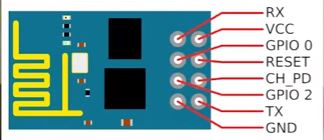 RX
VCC
GPIO 0
RESET
CH_PD
GPIO 2
TX
GND